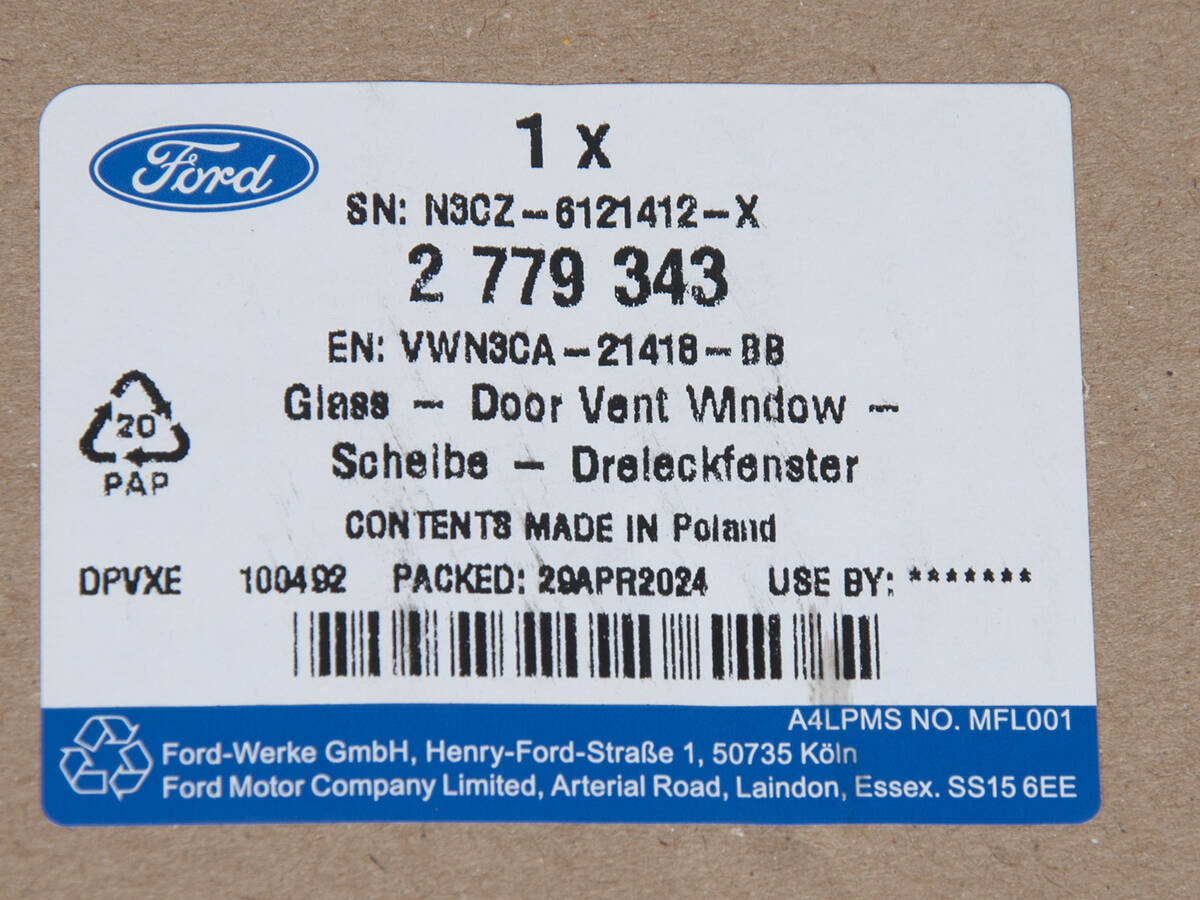 Ford
1 x
SN: N3CZ-6121412-X
2 779 343
EN: VWN3CA-21418-BB
Glass - Door Vent Window -
Scheibe - Dreieckfenster
20
PAP
CONTENTS MADE IN Poland
DPVXE 100492 PACKED: 29APR2024 USE BY: *******
A4LPMS NO. MFL001
Ford-Werke GmbH, Henry-Ford-Straße 1, 50735 Köln
Ford Motor Company Limited, Arterial Road, Laindon, Essex. SS15 6EE